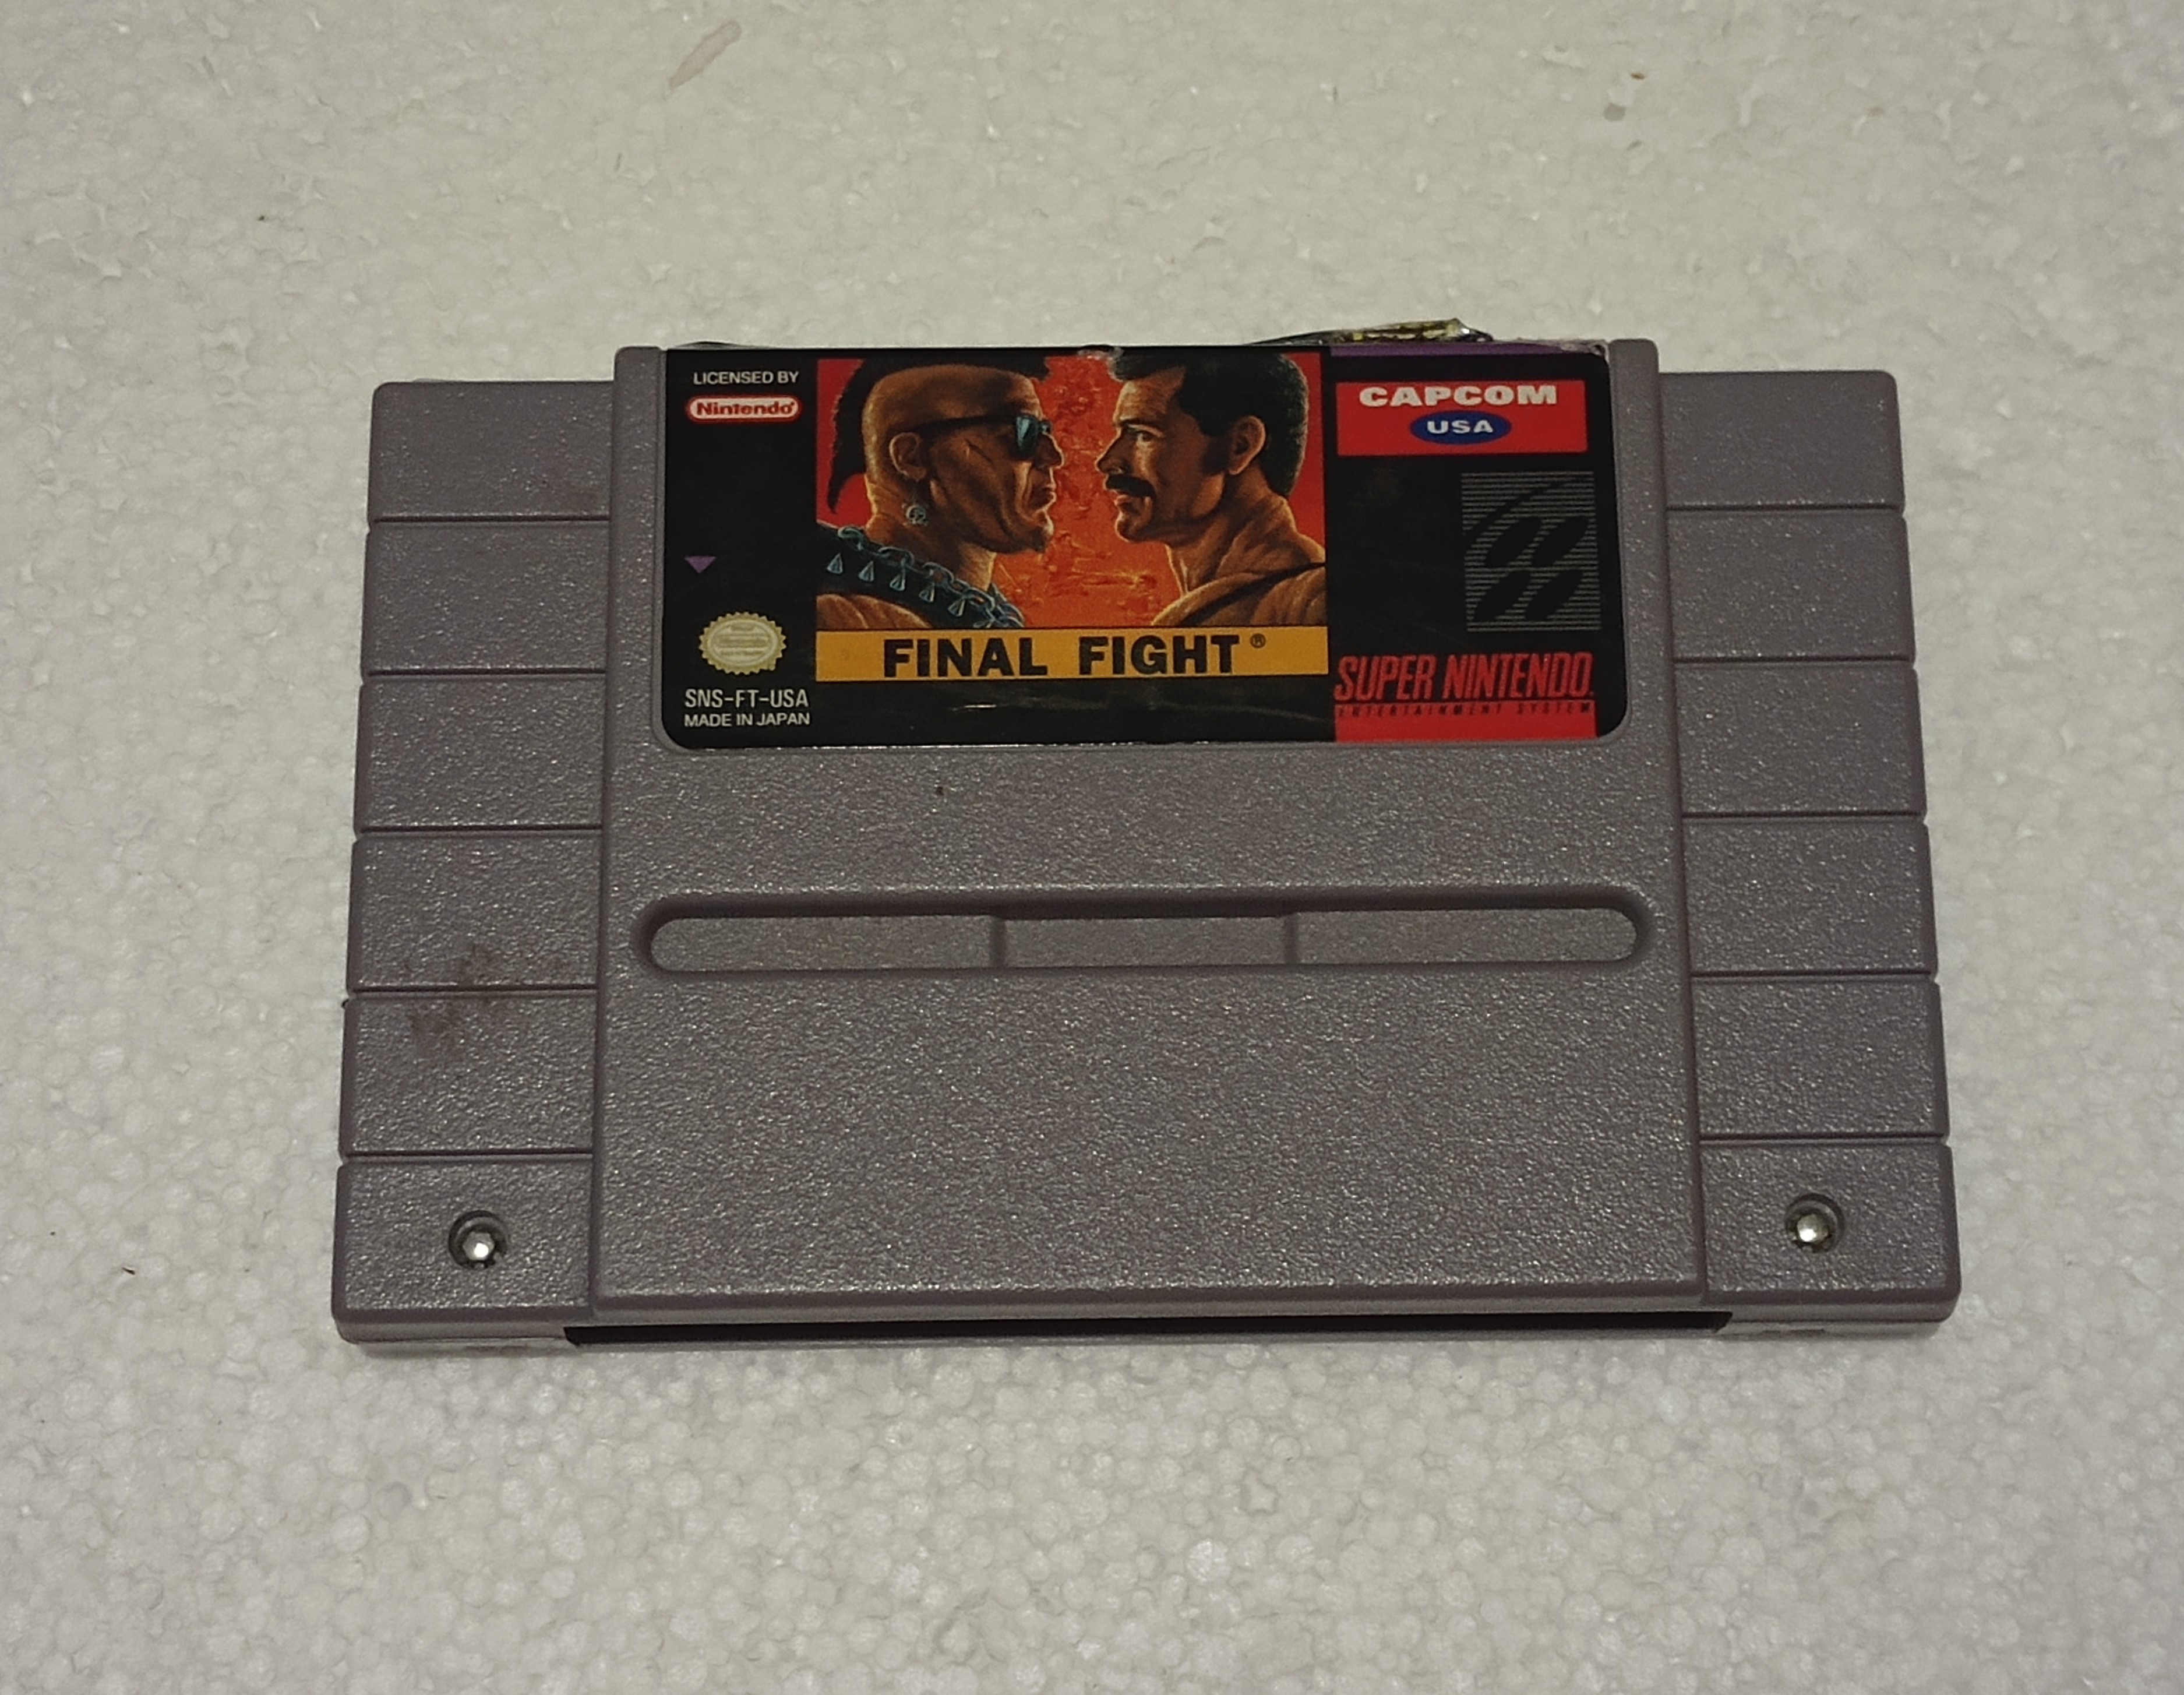 LICENSED BY
Nintendo
CAPCOM
USA
FINAL FIGHT®
SNS-FT-USA
MADE IN JAPAN
SUPER NINTENDO
ENTERTAINMENT SYSTEM